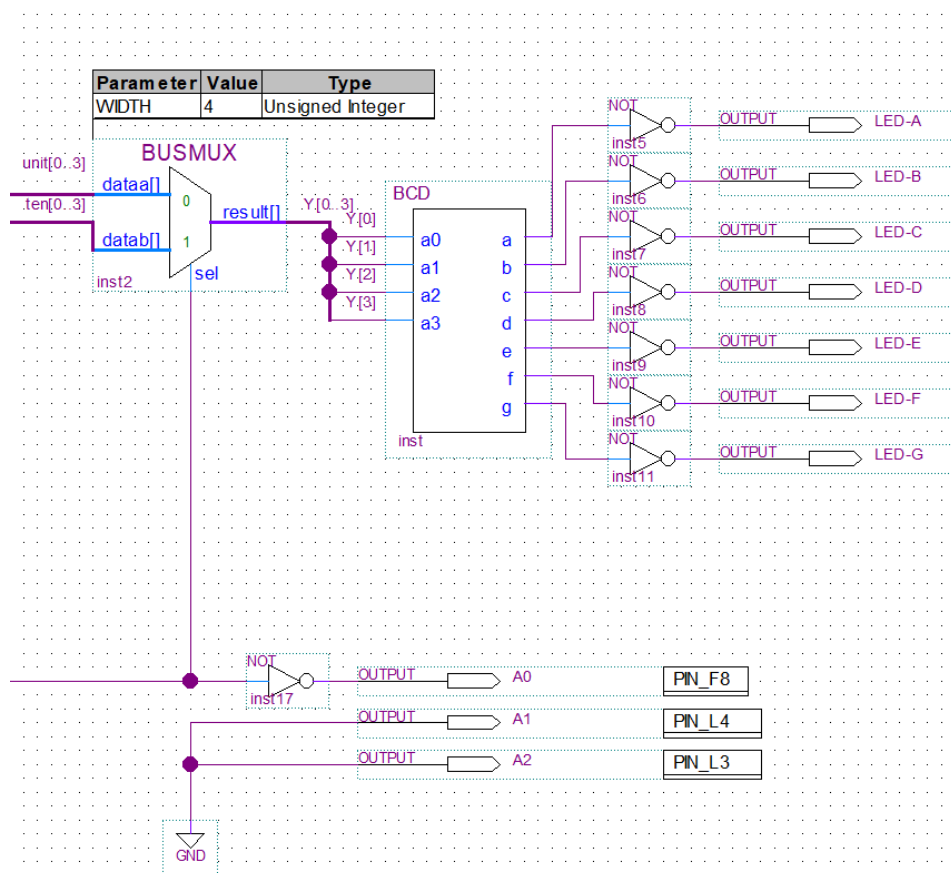 Parameter Value Type
WIDTH 4 Unsigned Integer
BUSMUX
unit[0..3]
.ten[0..3]
dataa[]
datab[]
0
1
result[]
sel
inst2
.Y.[0..3]
.Y.[0]
.Y.[1]
.Y.[2]
.Y.[3]
BCD
a0 a
a1 b
a2 c
a3 d
e
f
g
inst
NOT
inst5
OUTPUT LED-A
NOT
inst6
OUTPUT LED-B
NOT
inst7
OUTPUT LED-C
NOT
inst8
OUTPUT LED-D
NOT
inst9
OUTPUT LED-E
NOT
inst10
OUTPUT LED-F
NOT
inst11
OUTPUT LED-G
NOT
inst17
OUTPUT A0 PIN_F8
OUTPUT A1 PIN_L4
OUTPUT A2 PIN_L3
GND